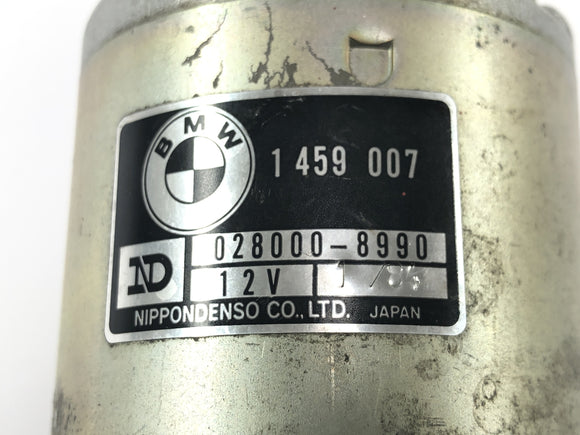 BMW
1 459 007
ND
028000-8990
12V
NIPPONDENSO CO., LTD. JAPAN